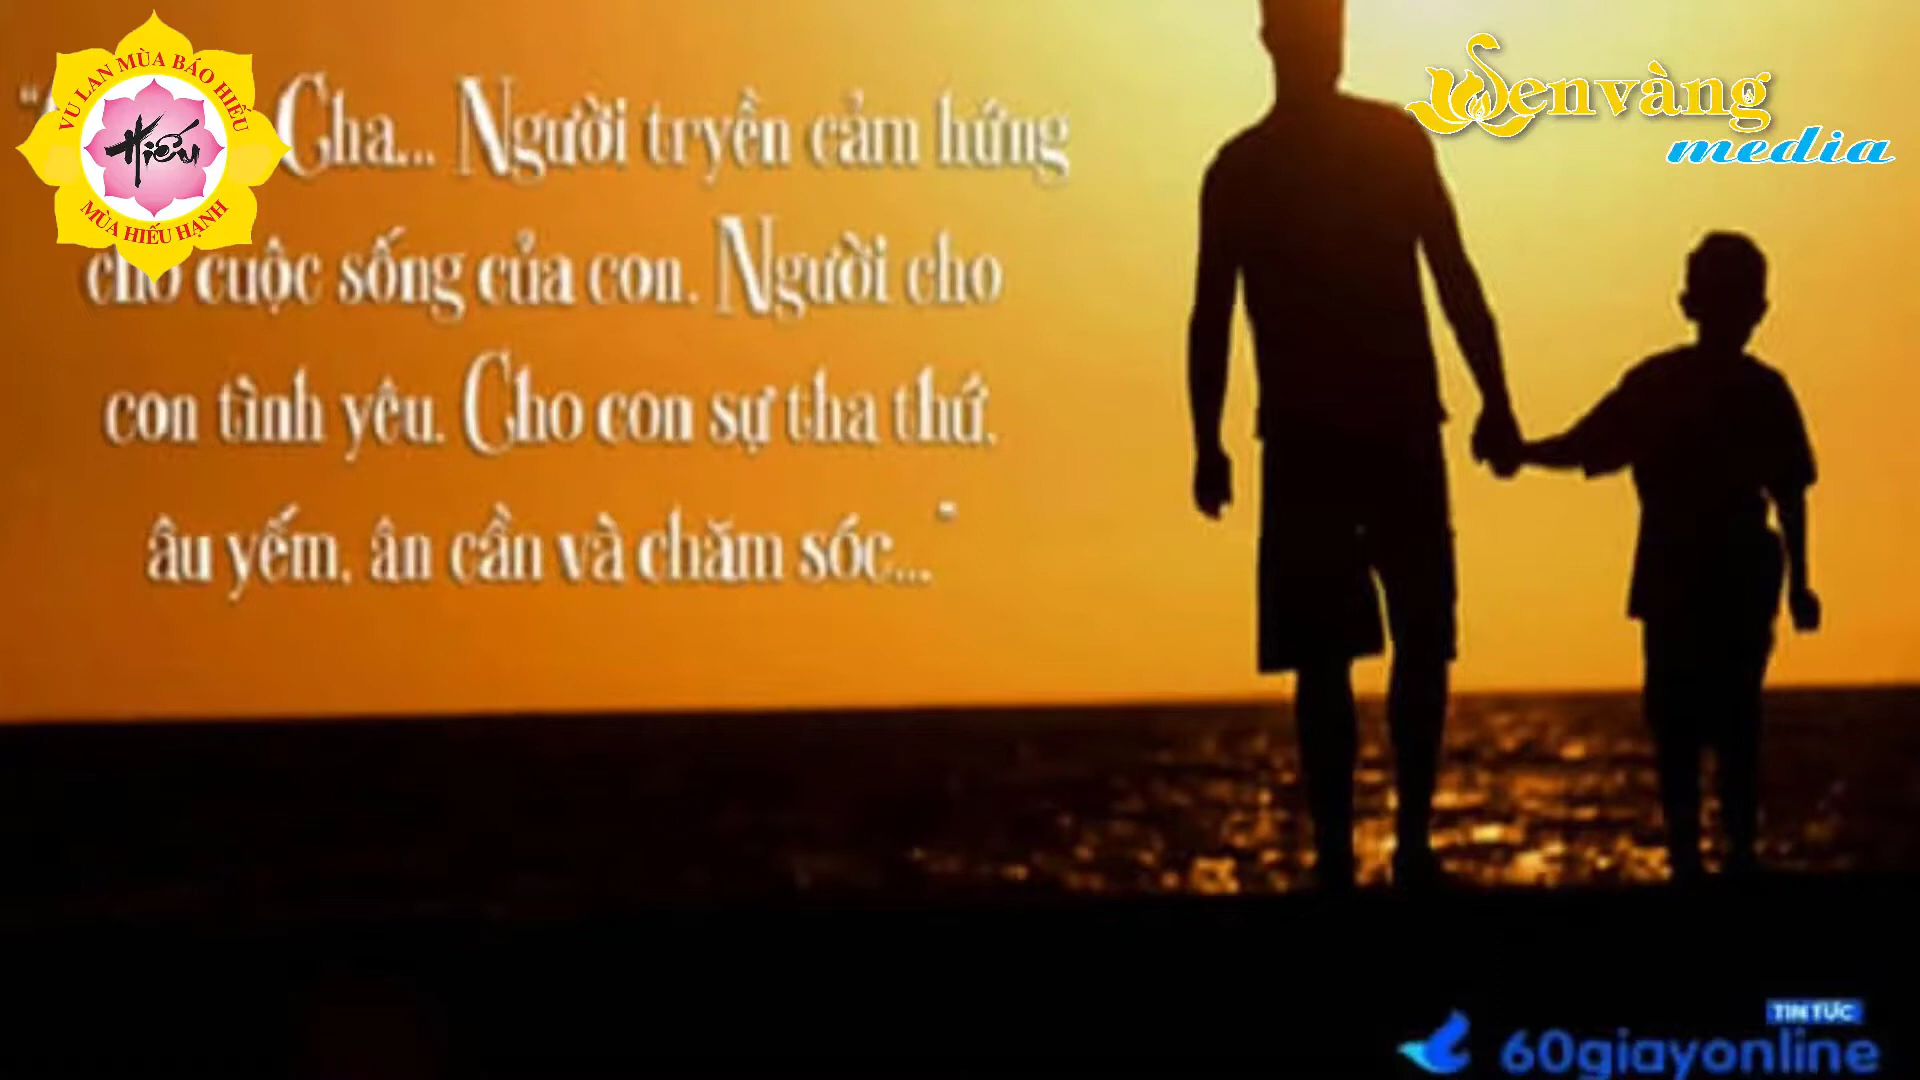 VU LAN MÙA BÁO HIẾU
Hiếu
MÙA HIẾU HẠNH
Senvàng
media
Cha... Người tryền cảm hứng
cho cuộc sống của con. Người cho
con tình yêu. Cho con sự tha thứ,
âu yếm, ân cần và chăm sóc..."
TIN TỨC
60giayonline